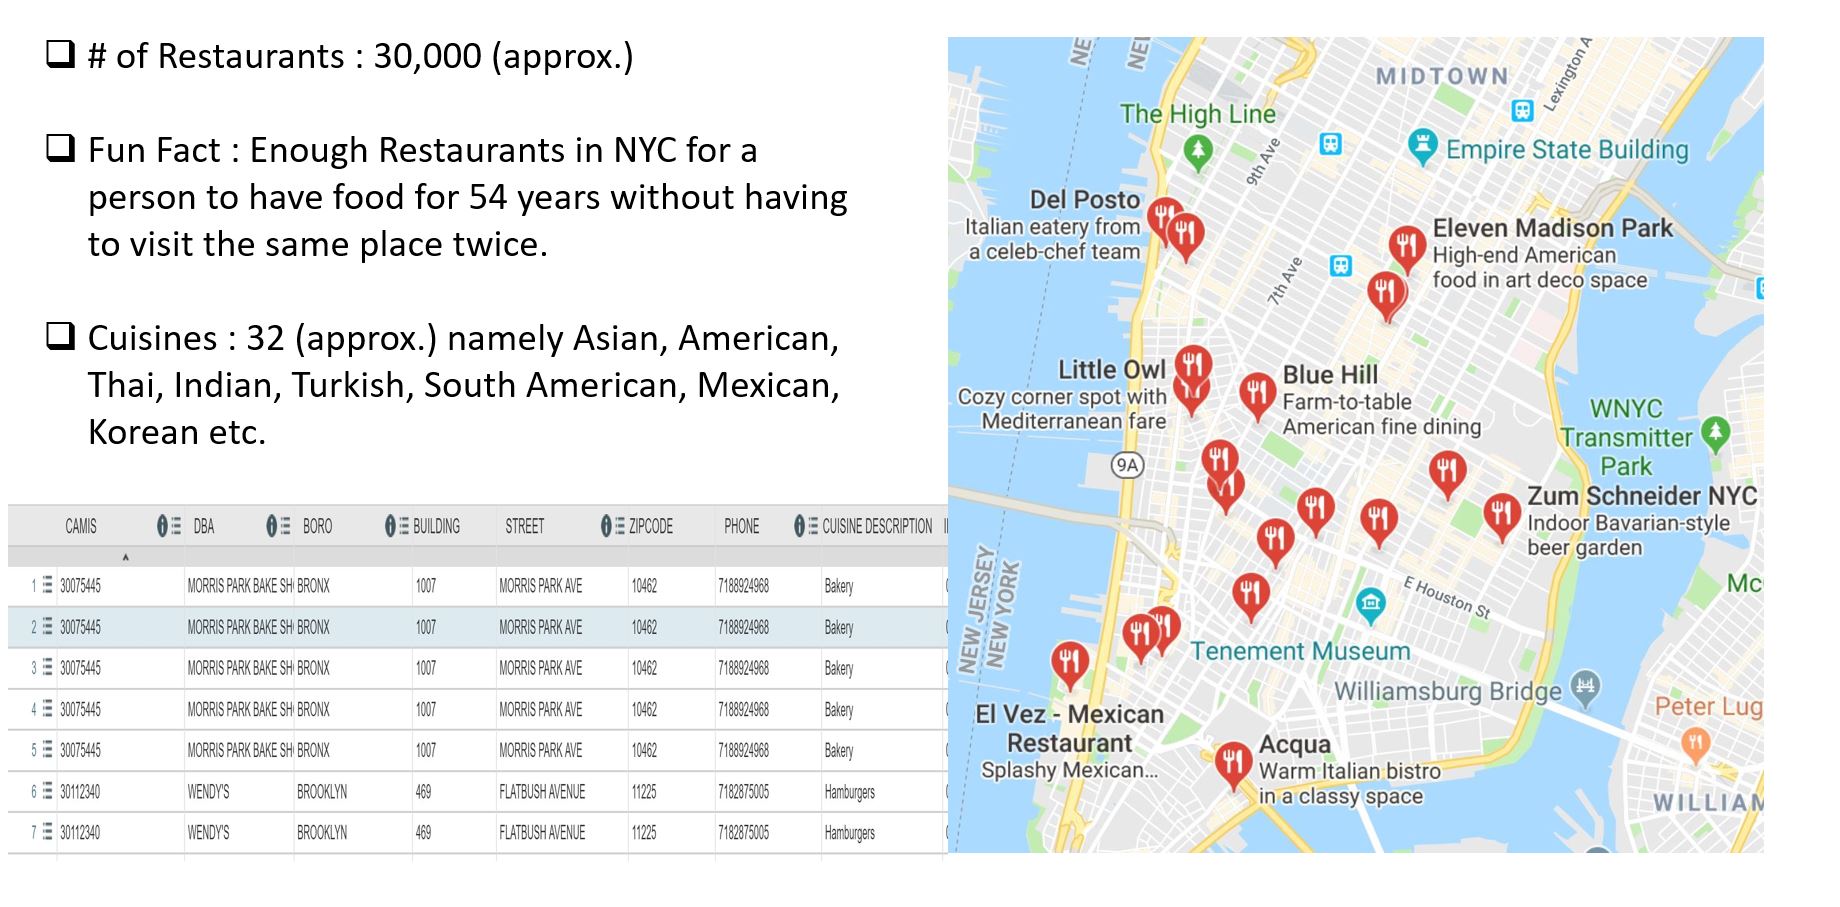 # of Restaurants : 30,000 (approx.)
Fun Fact : Enough Restaurants in NYC for a
person to have food for 54 years without having
to visit the same place twice.
Cuisines : 32 (approx.) namely Asian, American,
Thai, Indian, Turkish, South American, Mexican,
Korean etc.
CAMIS DBA BORO BUILDING STREET ZIPCODE PHONE CUISINE DESCRIPTION
1 30075445 MORRIS PARK BAKE SH BRONX 1007 MORRIS PARK AVE 10462 7188924968 Bakery
2 30075445 MORRIS PARK BAKE SH BRONX 1007 MORRIS PARK AVE 10462 7188924968 Bakery
3 30075445 MORRIS PARK BAKE SH BRONX 1007 MORRIS PARK AVE 10462 7188924968 Bakery
4 30075445 MORRIS PARK BAKE SH BRONX 1007 MORRIS PARK AVE 10462 7188924968 Bakery
5 30075445 MORRIS PARK BAKE SH BRONX 1007 MORRIS PARK AVE 10462 7188924968 Bakery
6 30112340 WENDY'S BROOKLYN 469 FLATBUSH AVENUE 11225 7182875005 Hamburgers
7 30112340 WENDY'S BROOKLYN 469 FLATBUSH AVENUE 11225 7182875005 Hamburgers
NE
NEV
MIDTOWN
Lexington A
The High Line
9th Ave
Empire State Building
Del Posto
Italian eatery from
a celeb-chef team
Eleven Madison Park
High-end American
food in art deco space
7th Ave
Little Owl
Cozy corner spot with
Mediterranean fare
Blue Hill
Farm-to-table
American fine dining
WNYC
Transmitter
Park
9A
Zum Schneider NYC
Indoor Bavarian-style
beer garden
NEW JERSEY
NEW YORK
E Houston St
Mc
Tenement Museum
Williamsburg Bridge
Peter Lug
El Vez - Mexican
Restaurant
Splashy Mexican...
Acqua
Warm Italian bistro
in a classy space
WILLIAM